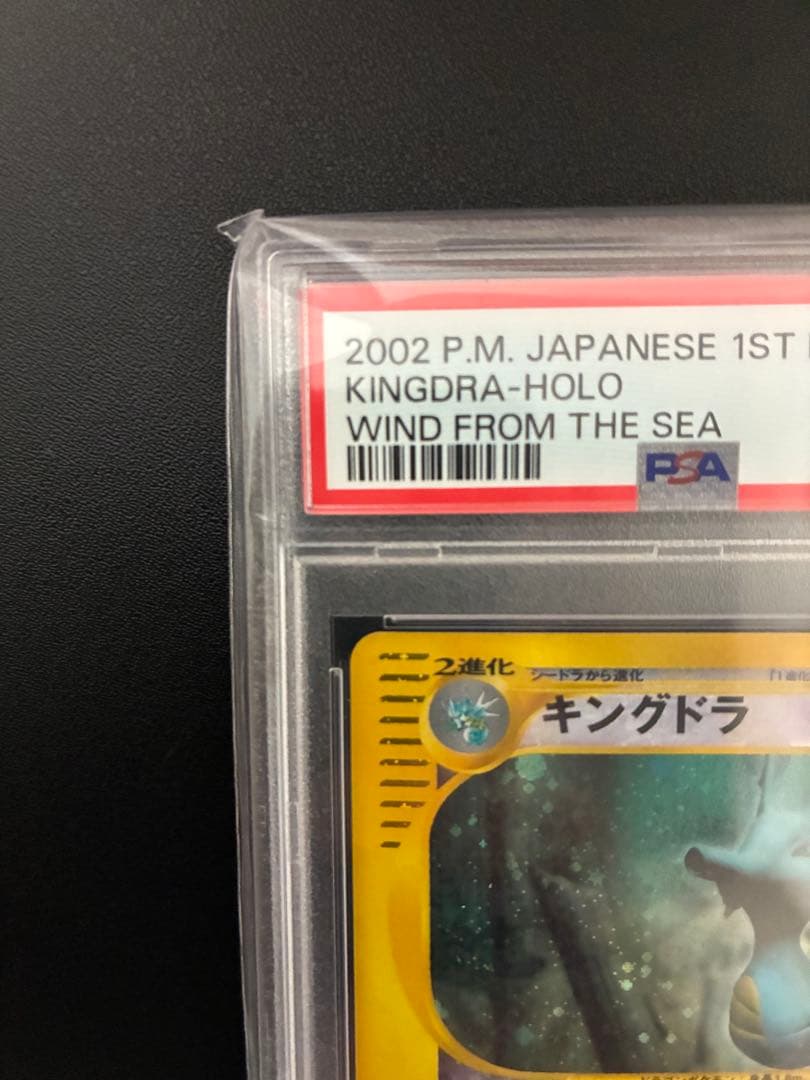 2002 P.M. JAPANESE 1ST
KINGDRA-HOLO
WIND FROM THE SEA
PSA
2進化
シードラから進化
キングドラ